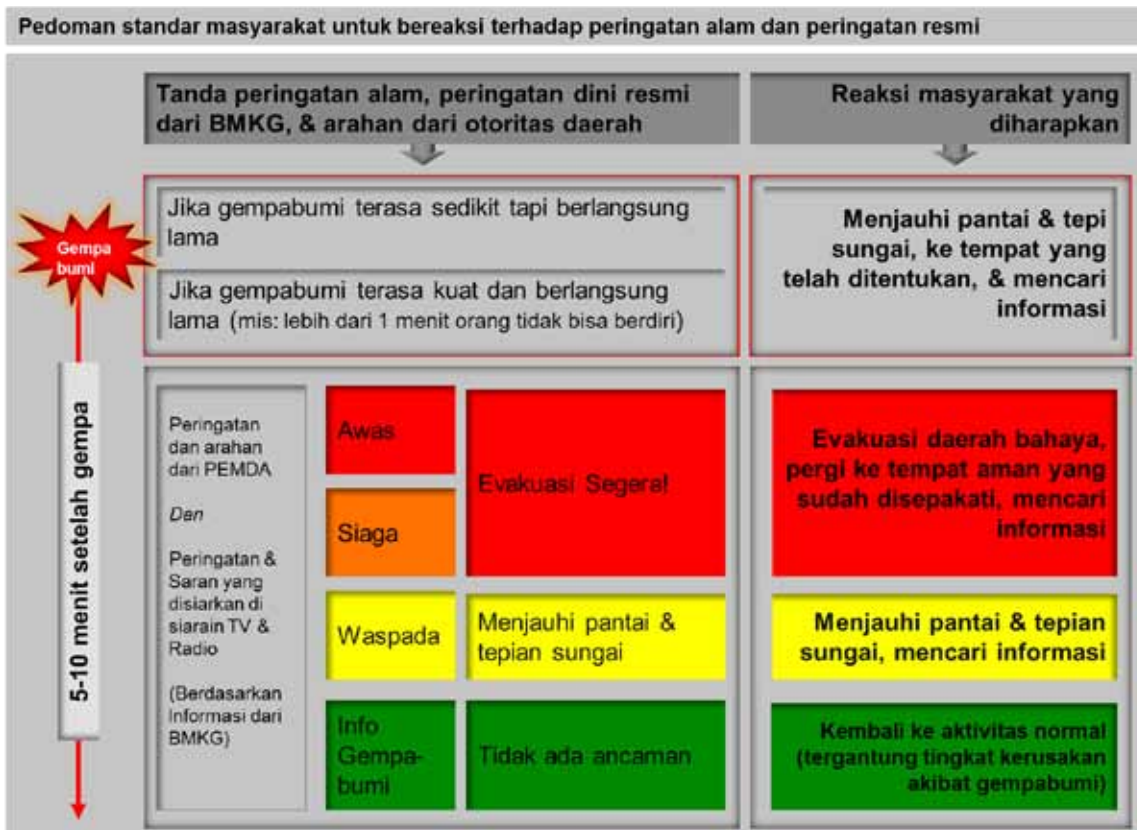 Pedoman standar masyarakat untuk bereaksi terhadap peringatan alam dan peringatan resmi
Tanda peringatan alam, peringatan dini resmi
dari BMKG, & arahan dari otoritas daerah
Reaksi masyarakat yang
diharapkan
Gempa
bumi
Jika gempabumi terasa sedikit tapi berlangsung
lama
Jika gempabumi terasa kuat dan berlangsung
lama (mis: lebih dari 1 menit orang tidak bisa berdiri)
Menjauhi pantai & tepi
sungai, ke tempat yang
telah ditentukan, & mencari
informasi
5-10 menit setelah gempa
Peringatan
dan arahan
dari PEMDA
Dan
Peringatan &
Saran yang
disiarkan di
siarain TV &
Radio
(Berdasarkan
Informasi dari
BMKG)
Awas
Siaga
Evakuasi Segera!
Evakuasi daerah bahaya,
pergi ke tempat aman yang
sudah disepakati, mencari
informasi
Waspada
Menjauhi pantai &
tepian sungai
Menjauhi pantai & tepian
sungai, mencari informasi
Info
Gempa-
bumi
Tidak ada ancaman
Kembali ke aktivitas normal
(tergantung tingkat kerusakan
akibat gempabumi)